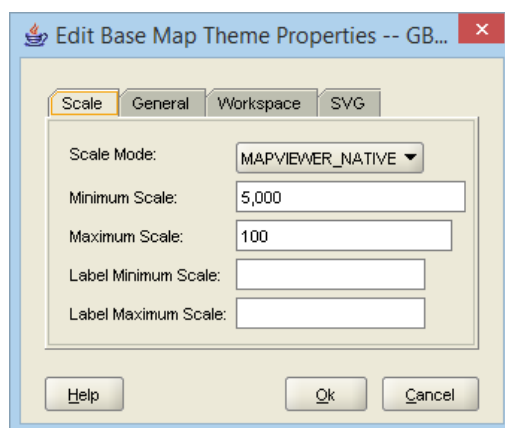 Edit Base Map Theme Properties -- GB...
Scale General Workspace SVG
Scale Mode: MAPVIEWER_NATIVE
Minimum Scale: 5,000
Maximum Scale: 100
Label Minimum Scale:
Label Maximum Scale:
Help Ok Cancel